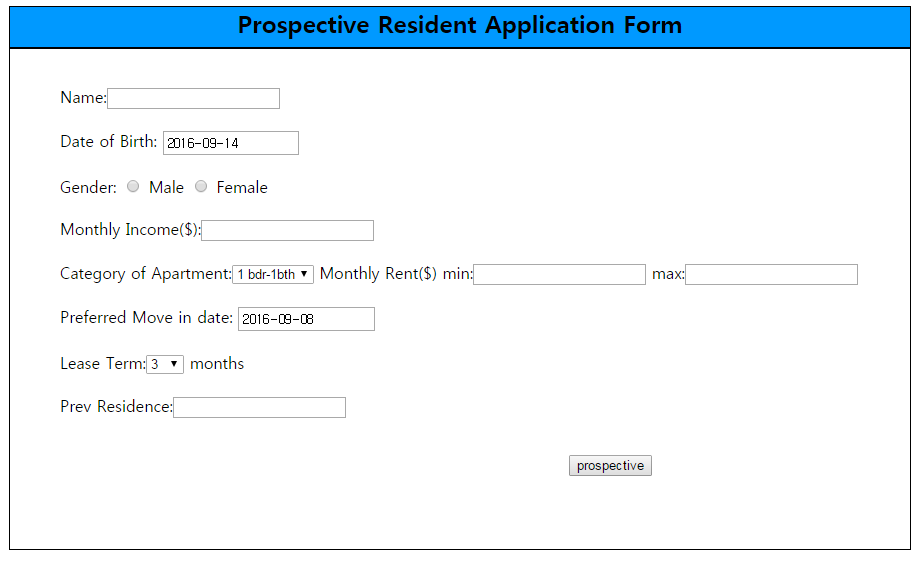 Prospective Resident Application Form
Name:
Date of Birth: 2016-09-14
Gender: Male Female
Monthly Income($):
Category of Apartment: 1 bdr-1bth Monthly Rent($) min: max:
Preferred Move in date: 2016-09-08
Lease Term: 3 months
Prev Residence:
prospective